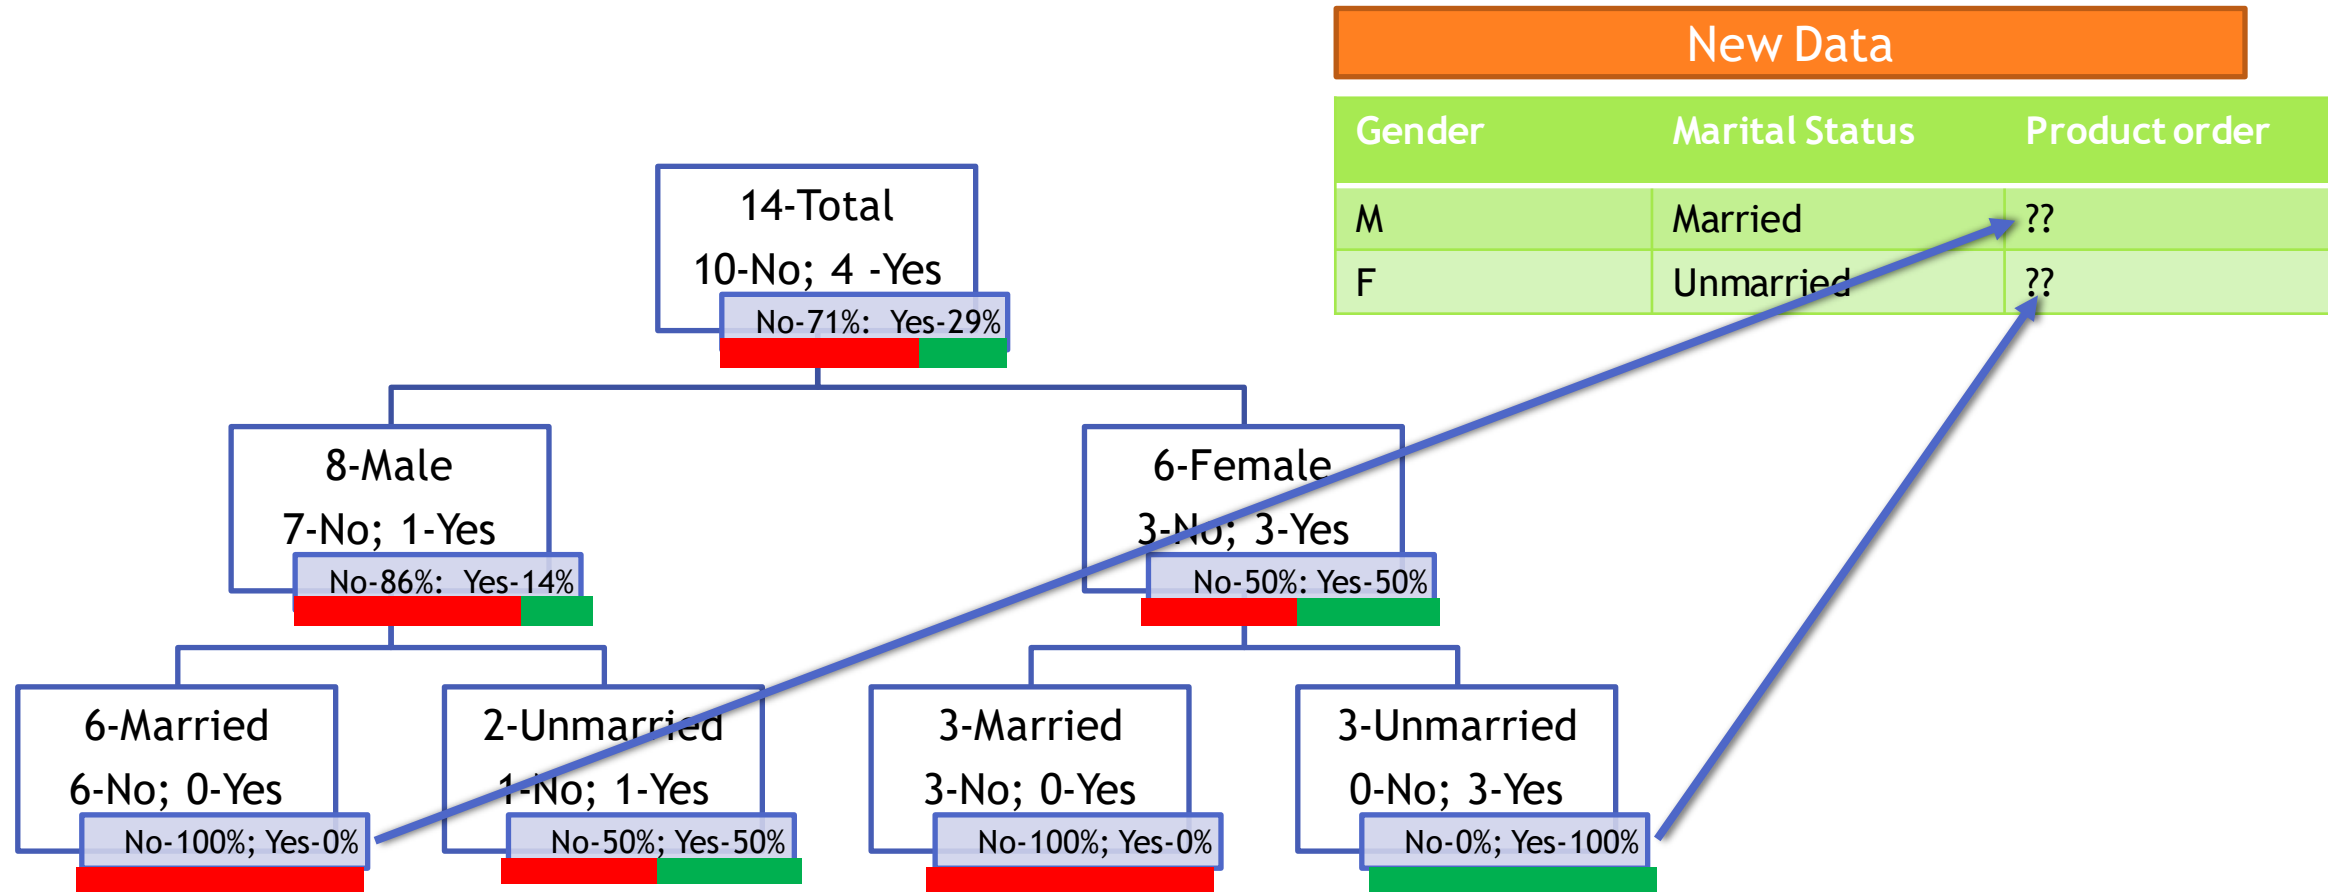 New Data
Gender Marital Status Product order
M Married ??
F Unmarried ??
14-Total
10-No; 4 -Yes
No-71%: Yes-29%
8-Male
7-No; 1-Yes
No-86%: Yes-14%
6-Female
3-No; 3-Yes
No-50%: Yes-50%
6-Married
6-No; 0-Yes
No-100%; Yes-0%
2-Unmarried
1-No; 1-Yes
No-50%; Yes-50%
3-Married
3-No; 0-Yes
No-100%; Yes-0%
3-Unmarried
0-No; 3-Yes
No-0%; Yes-100%